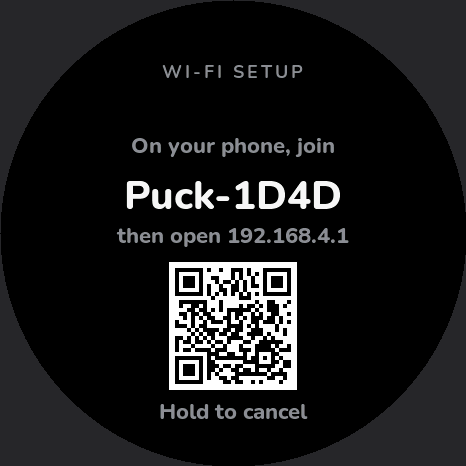 WI-FI SETUP
On your phone, join
Puck-1D4D
then open 192.168.4.1
Hold to cancel